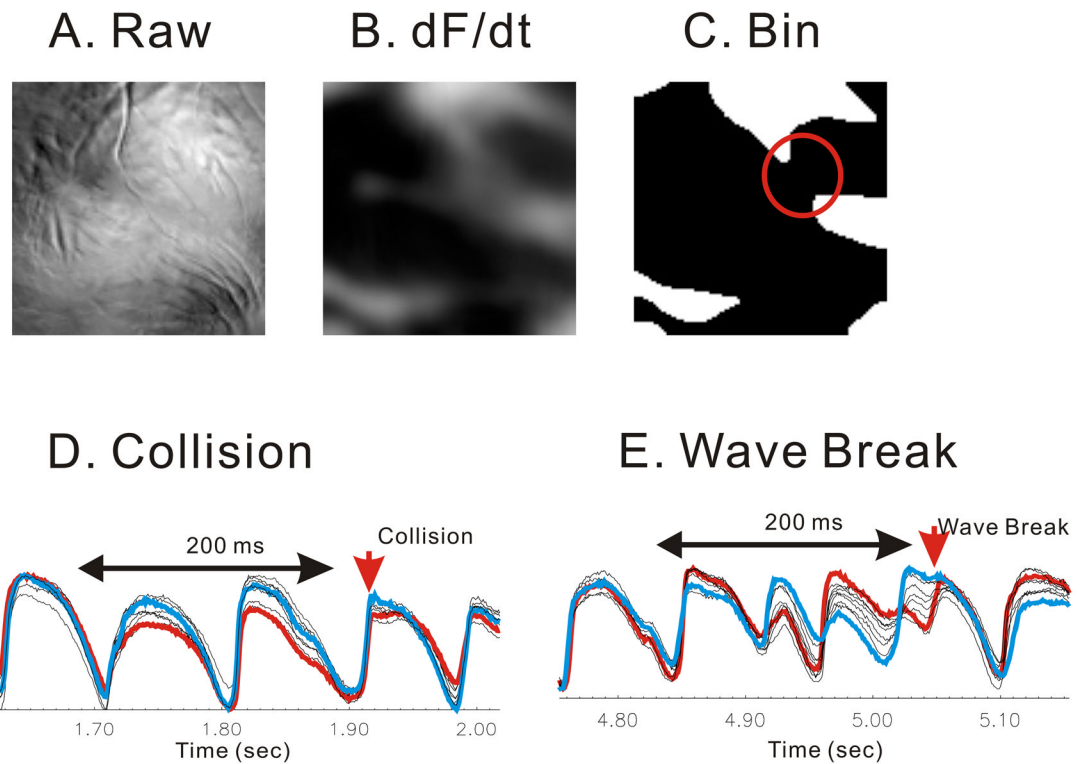 A. Raw
B. dF/dt
C. Bin
D. Collision
E. Wave Break
200 ms
Collision
200 ms
Wave Break
1.70
1.80
1.90
2.00
Time (sec)
4.80
4.90
5.00
5.10
Time (sec)